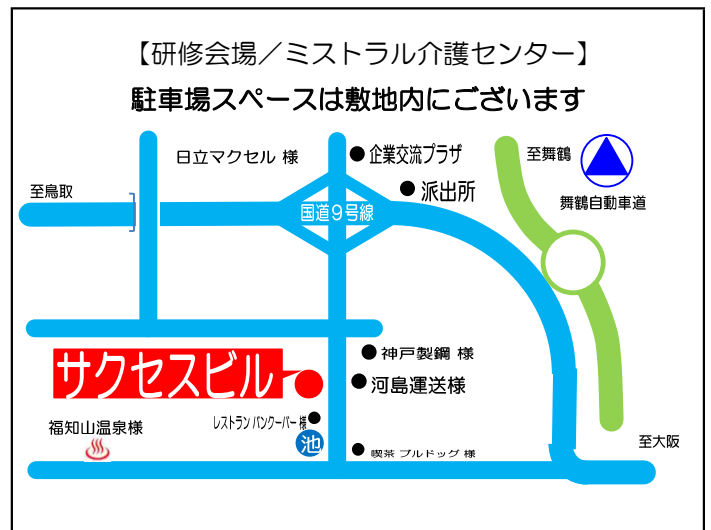 【研修会場／ミストラル介護センター】
駐車場スペースは敷地内にございます
日立マクセル 様
企業交流プラザ
至舞鶴
至鳥取
派出所
舞鶴自動車道
国道９号線
神戸製鋼 様
サクセスビル
河島運送様
レストラン バンクーバー 様
福知山温泉様
池
至大阪
喫茶 ブルドッグ 様